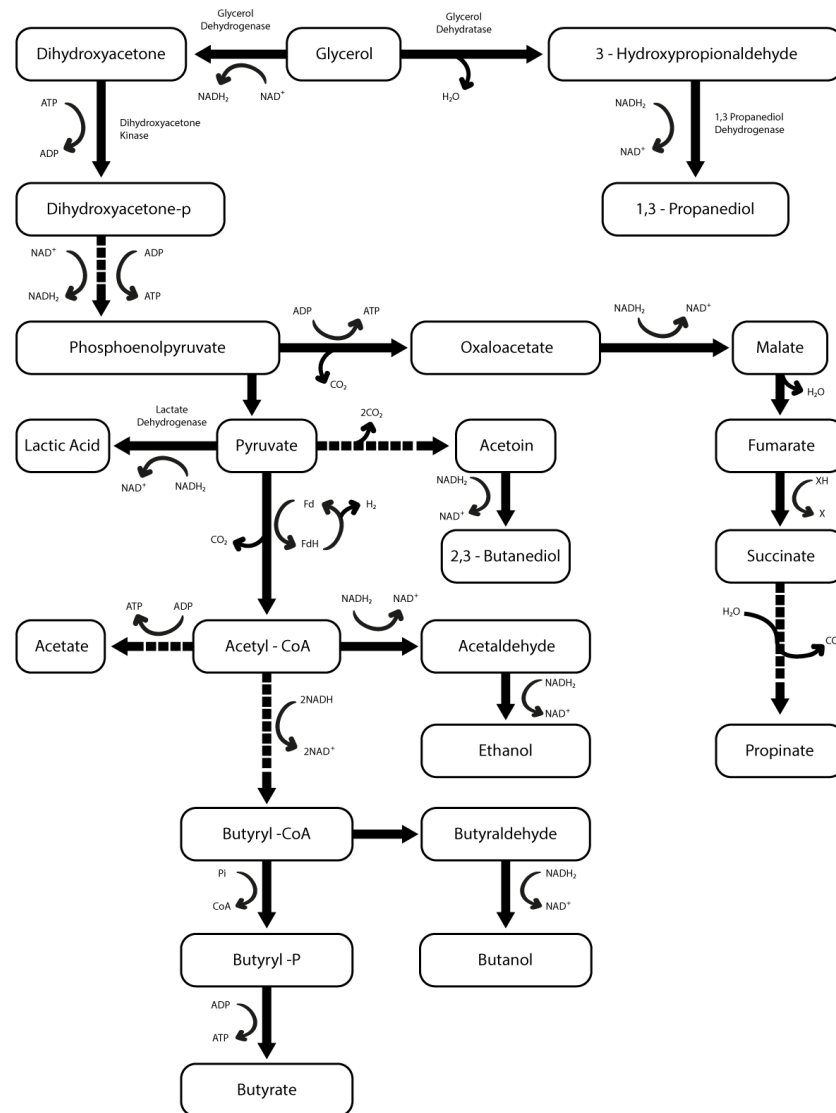 Glycerol
Dehydrogenase
Glycerol
Dehydratase
Dihydroxyacetone
Glycerol
3 - Hydroxypropionaldehyde
NADH₂
NAD⁺
H₂O
ATP
ADP
Dihydroxyacetone
Kinase
NADH₂
NAD⁺
1,3 Propanediol
Dehydrogenase
Dihydroxyacetone-p
1,3 - Propanediol
NAD⁺
NADH₂
ADP
ATP
ADP
ATP
NADH₂
NAD⁺
Phosphoenolpyruvate
Oxaloacetate
Malate
CO₂
H₂O
Lactate
Dehydrogenase
2CO₂
Lactic Acid
Pyruvate
Acetoin
Fumarate
NAD⁺
NADH₂
Fd
H₂
CO₂
FdH
NADH₂
NAD⁺
XH
X
2,3 - Butanediol
Succinate
ATP
ADP
NADH₂
NAD⁺
H₂O
Acetate
Acetyl - CoA
Acetaldehyde
2NADH
2NAD⁺
NADH₂
NAD⁺
Ethanol
Propinate
Butyryl -CoA
Butyraldehyde
Pi
CoA
NADH₂
NAD⁺
Butyryl -P
Butanol
ADP
ATP
Butyrate